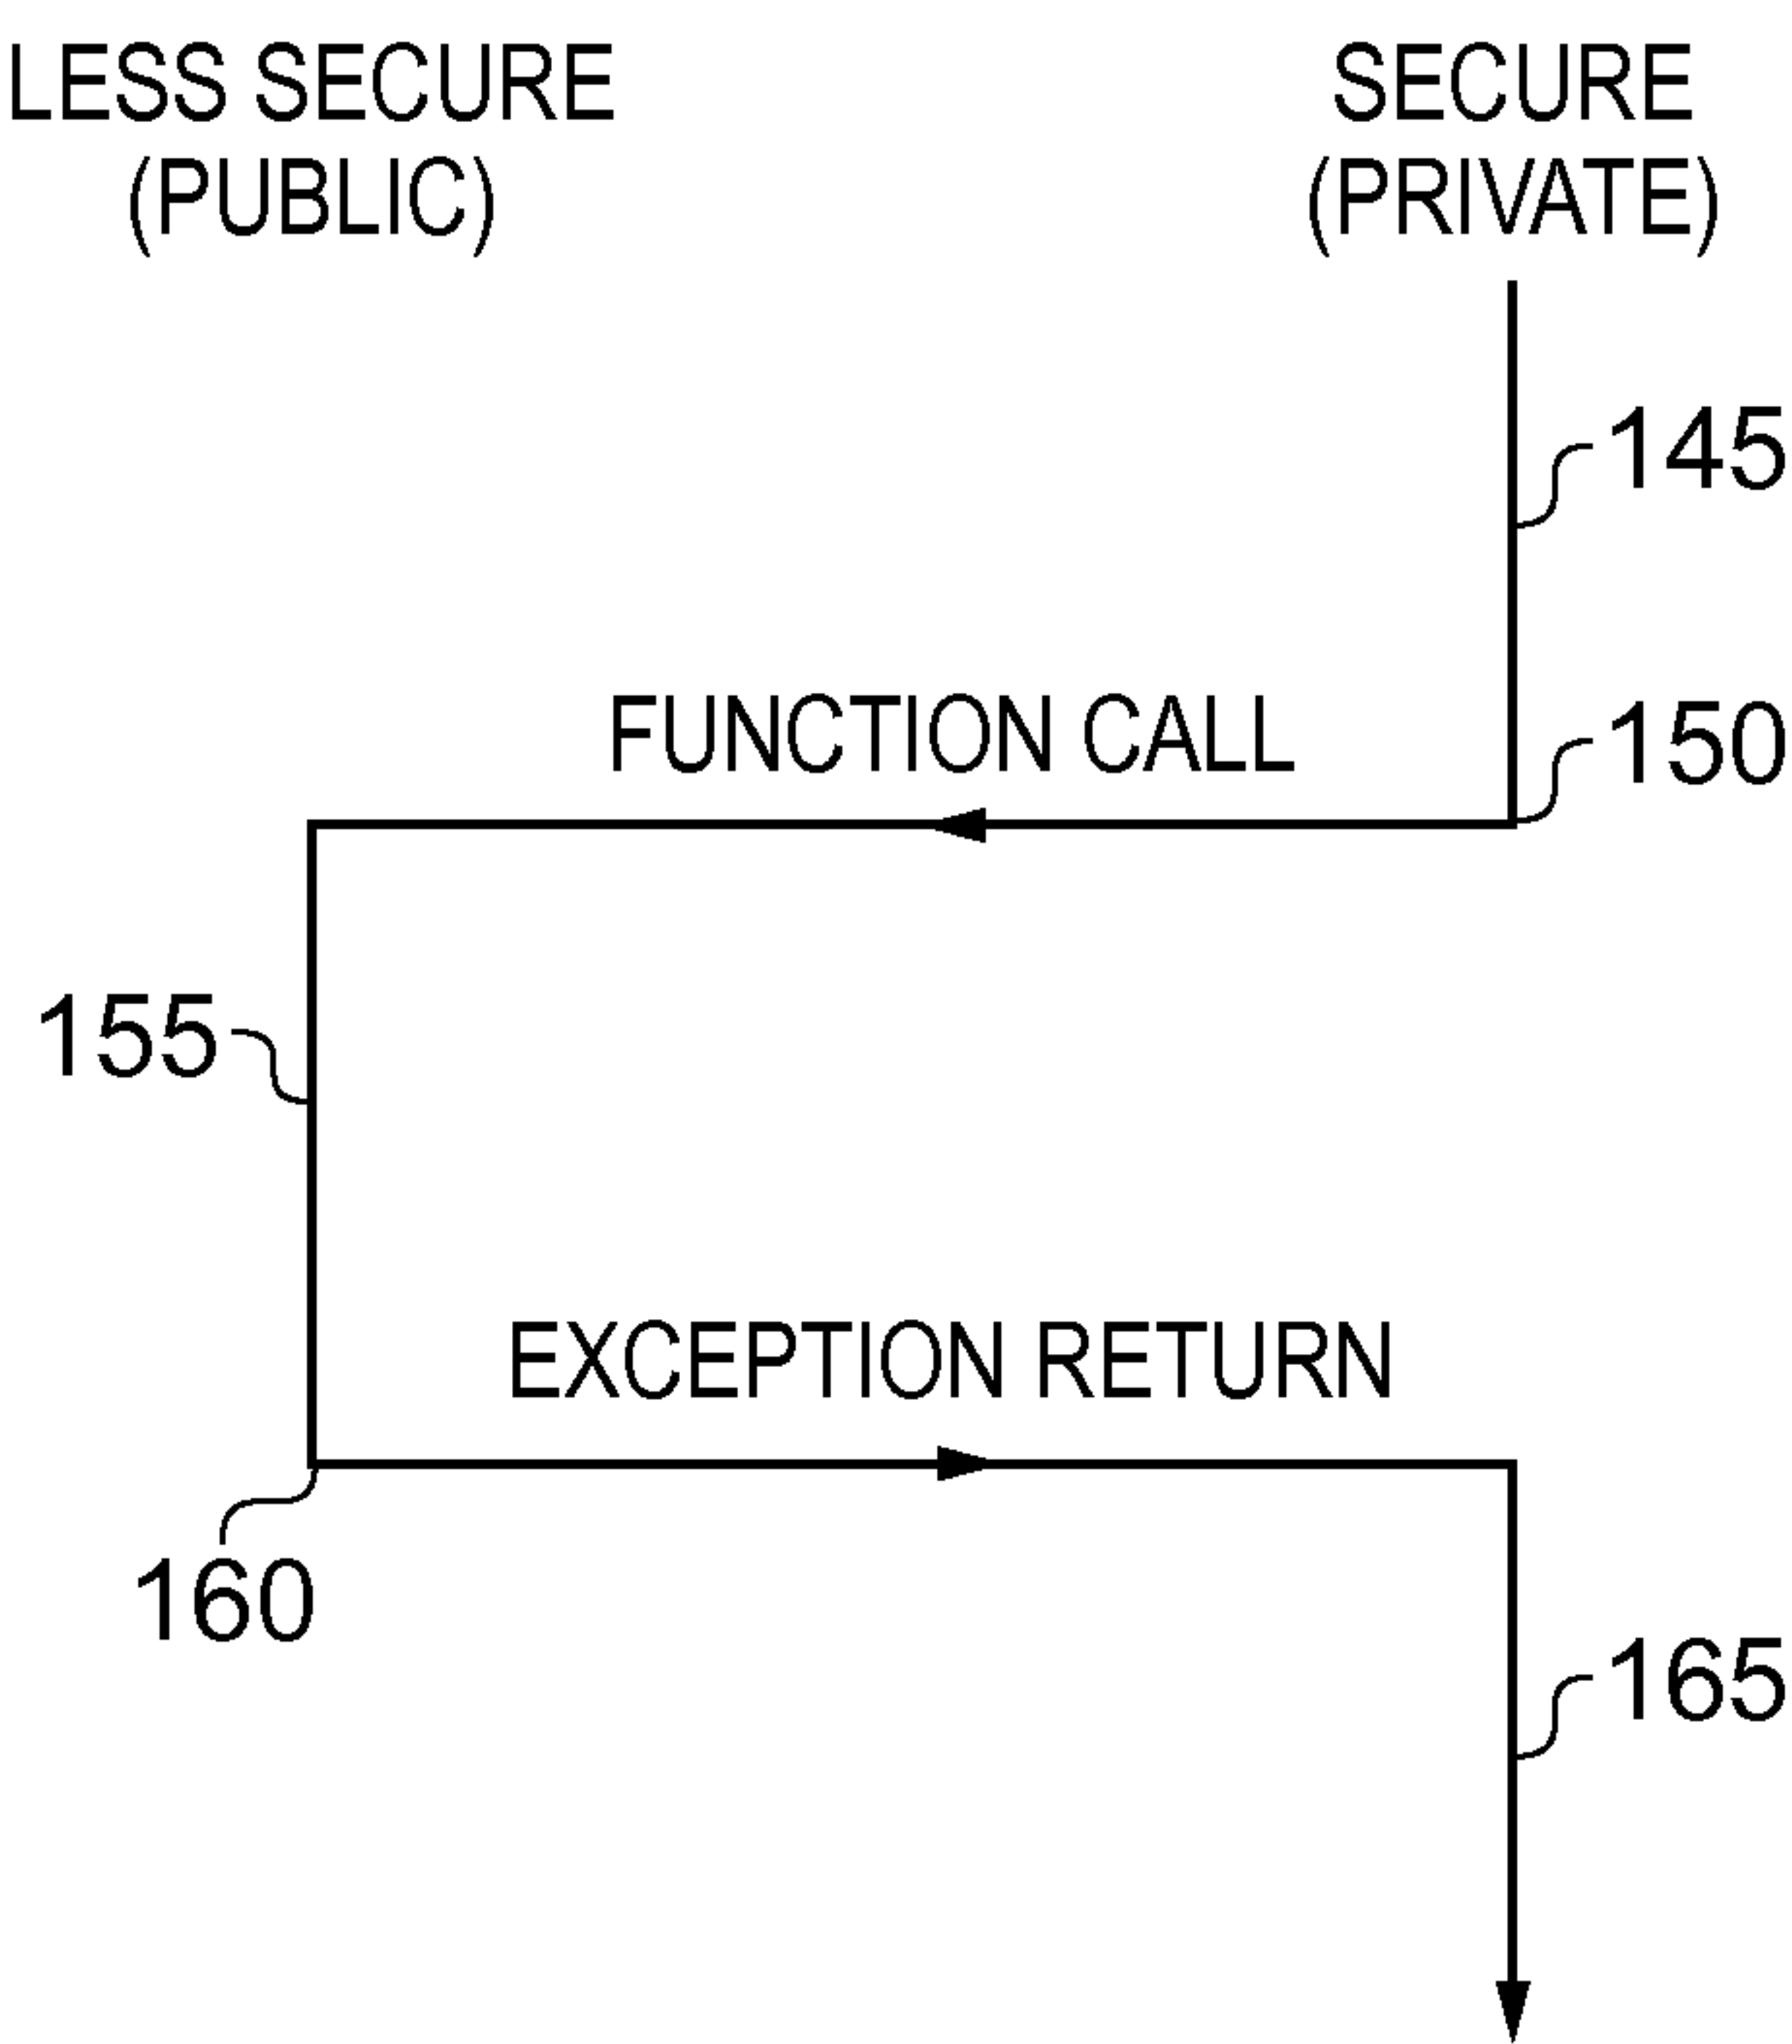 LESS SECURE
(PUBLIC)
SECURE
(PRIVATE)
145
FUNCTION CALL
150
155
EXCEPTION RETURN
160
165